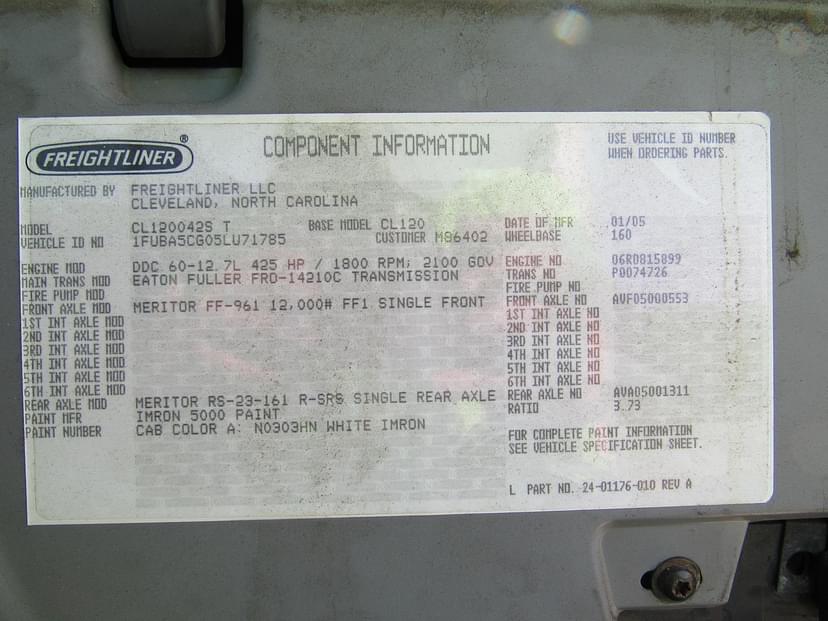 FREIGHTLINER ®
COMPONENT INFORMATION
USE VEHICLE ID NUMBER
WHEN ORDERING PARTS.
MANUFACTURED BY FREIGHTLINER LLC
CLEVELAND, NORTH CAROLINA
MODEL CL120042S T BASE MODEL CL120 DATE OF MFR 01/05
VEHICLE ID NO 1FUBA5CG05LU71785 CUSTOMER M86402 WHEELBASE 160
ENGINE MOD DDC 60-12.7L 425 HP / 1800 RPM; 2100 GOV ENGINE NO 06R0815899
MAIN TRANS MOD EATON FULLER FRO-14210C TRANSMISSION TRANS NO P0074726
FIRE PUMP MOD FIRE PUMP NO
FRONT AXLE MOD MERITOR FF-961 12,000# FF1 SINGLE FRONT FRONT AXLE NO AVF05000553
1ST INT AXLE MOD 1ST INT AXLE NO
2ND INT AXLE MOD 2ND INT AXLE NO
3RD INT AXLE MOD 3RD INT AXLE NO
4TH INT AXLE MOD 4TH INT AXLE NO
5TH INT AXLE MOD 5TH INT AXLE NO
6TH INT AXLE MOD 6TH INT AXLE NO
REAR AXLE MOD MERITOR RS-23-161 R-SRS SINGLE REAR AXLE REAR AXLE NO AVA05001311
PAINT MFR IMRON 5000 PAINT RATIO 3.73
PAINT NUMBER CAB COLOR A: N0303HN WHITE IMRON
FOR COMPLETE PAINT INFORMATION
SEE VEHICLE SPECIFICATION SHEET.
L PART NO. 24-01176-010 REV A